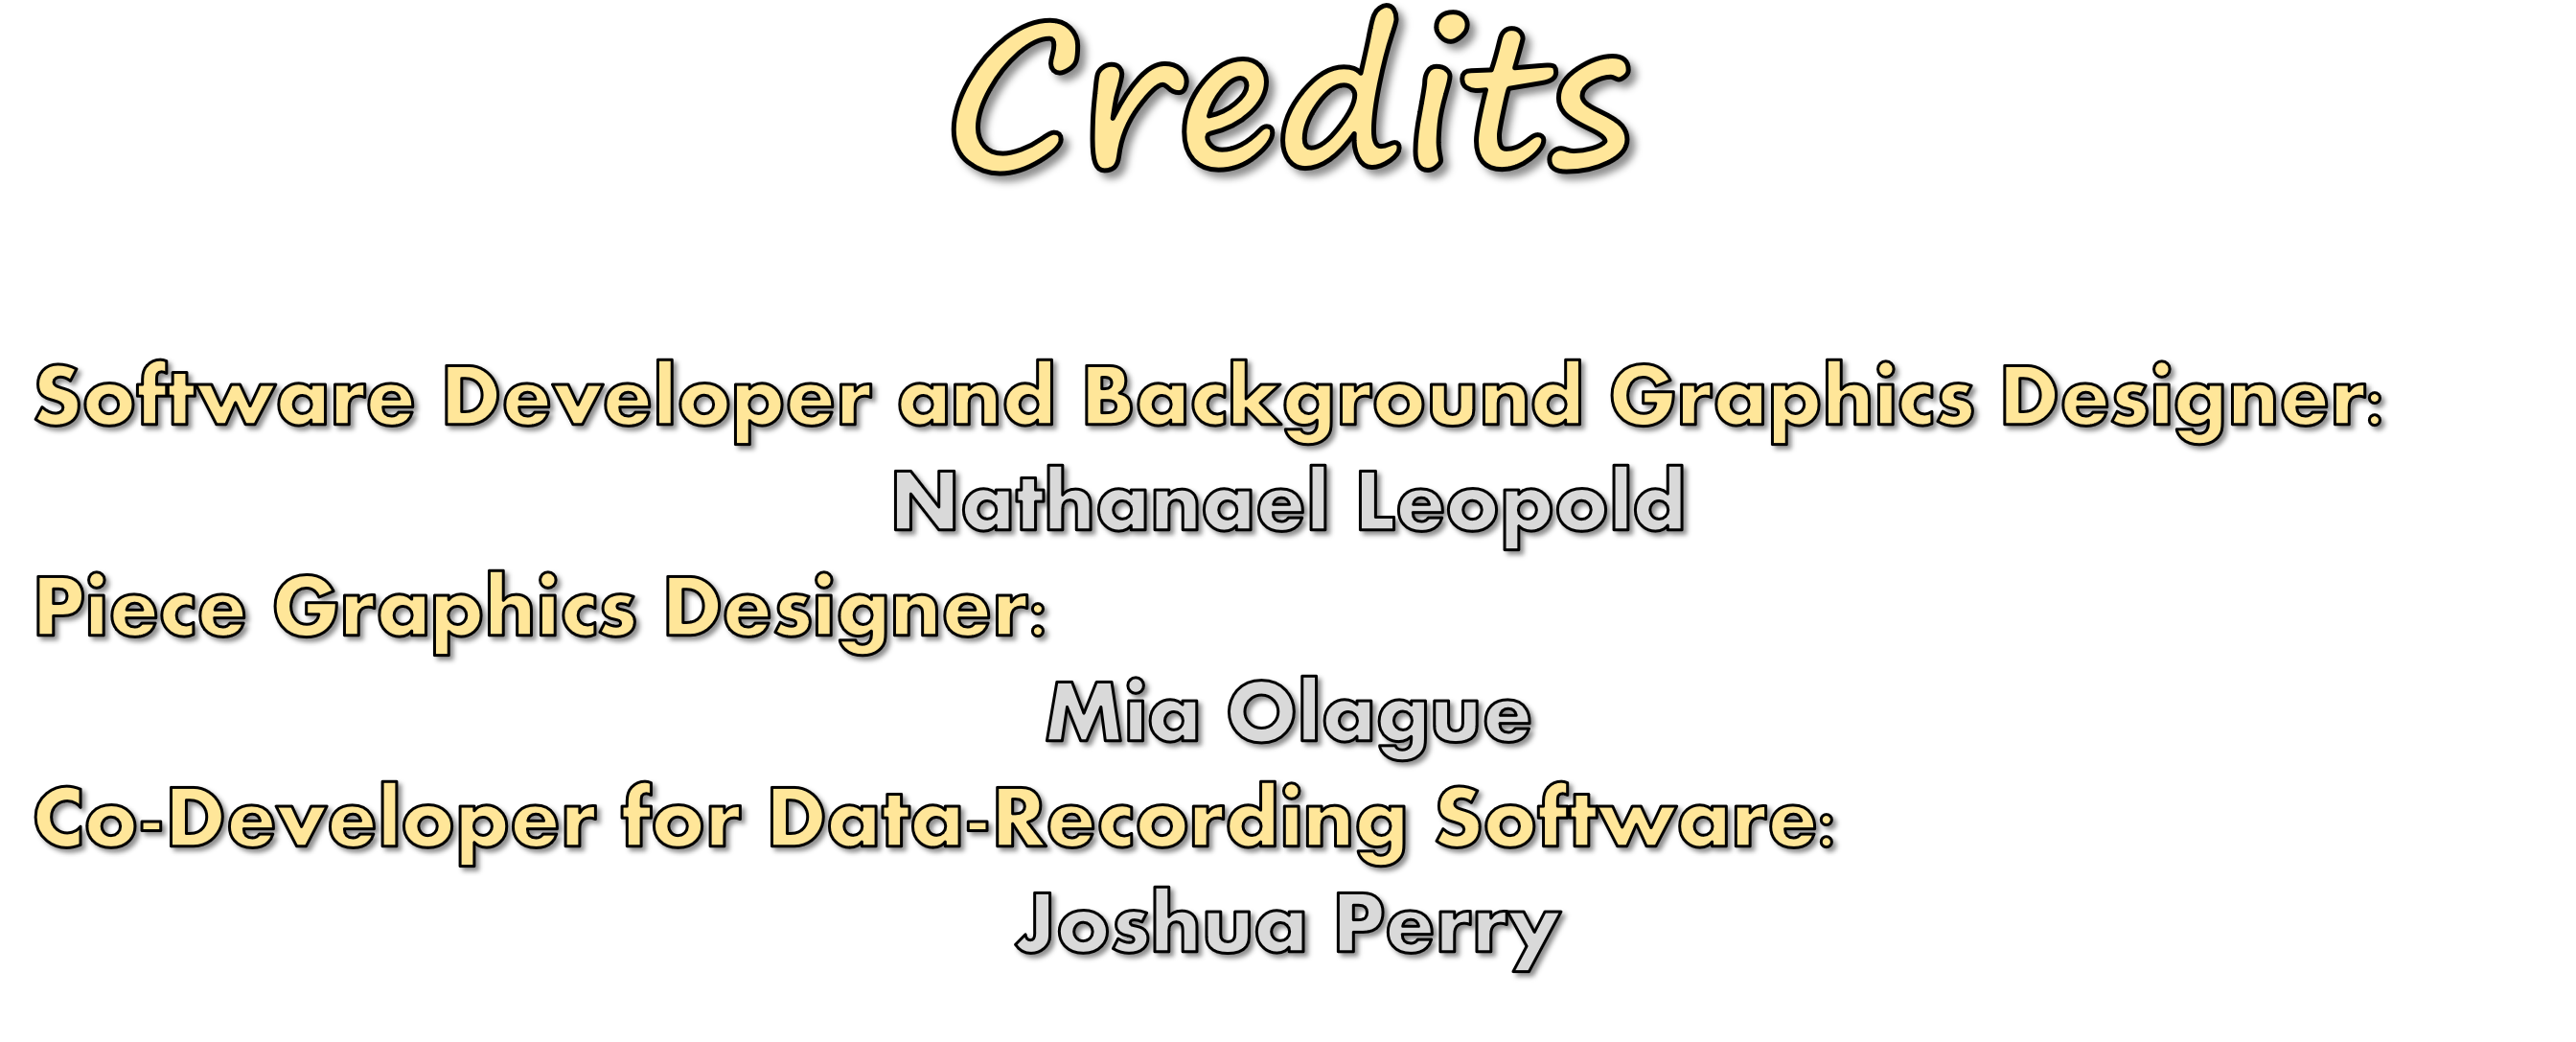 Credits
Software Developer and Background Graphics Designer:
Nathanael Leopold
Piece Graphics Designer:
Mia Olague
Co-Developer for Data-Recording Software:
Joshua Perry